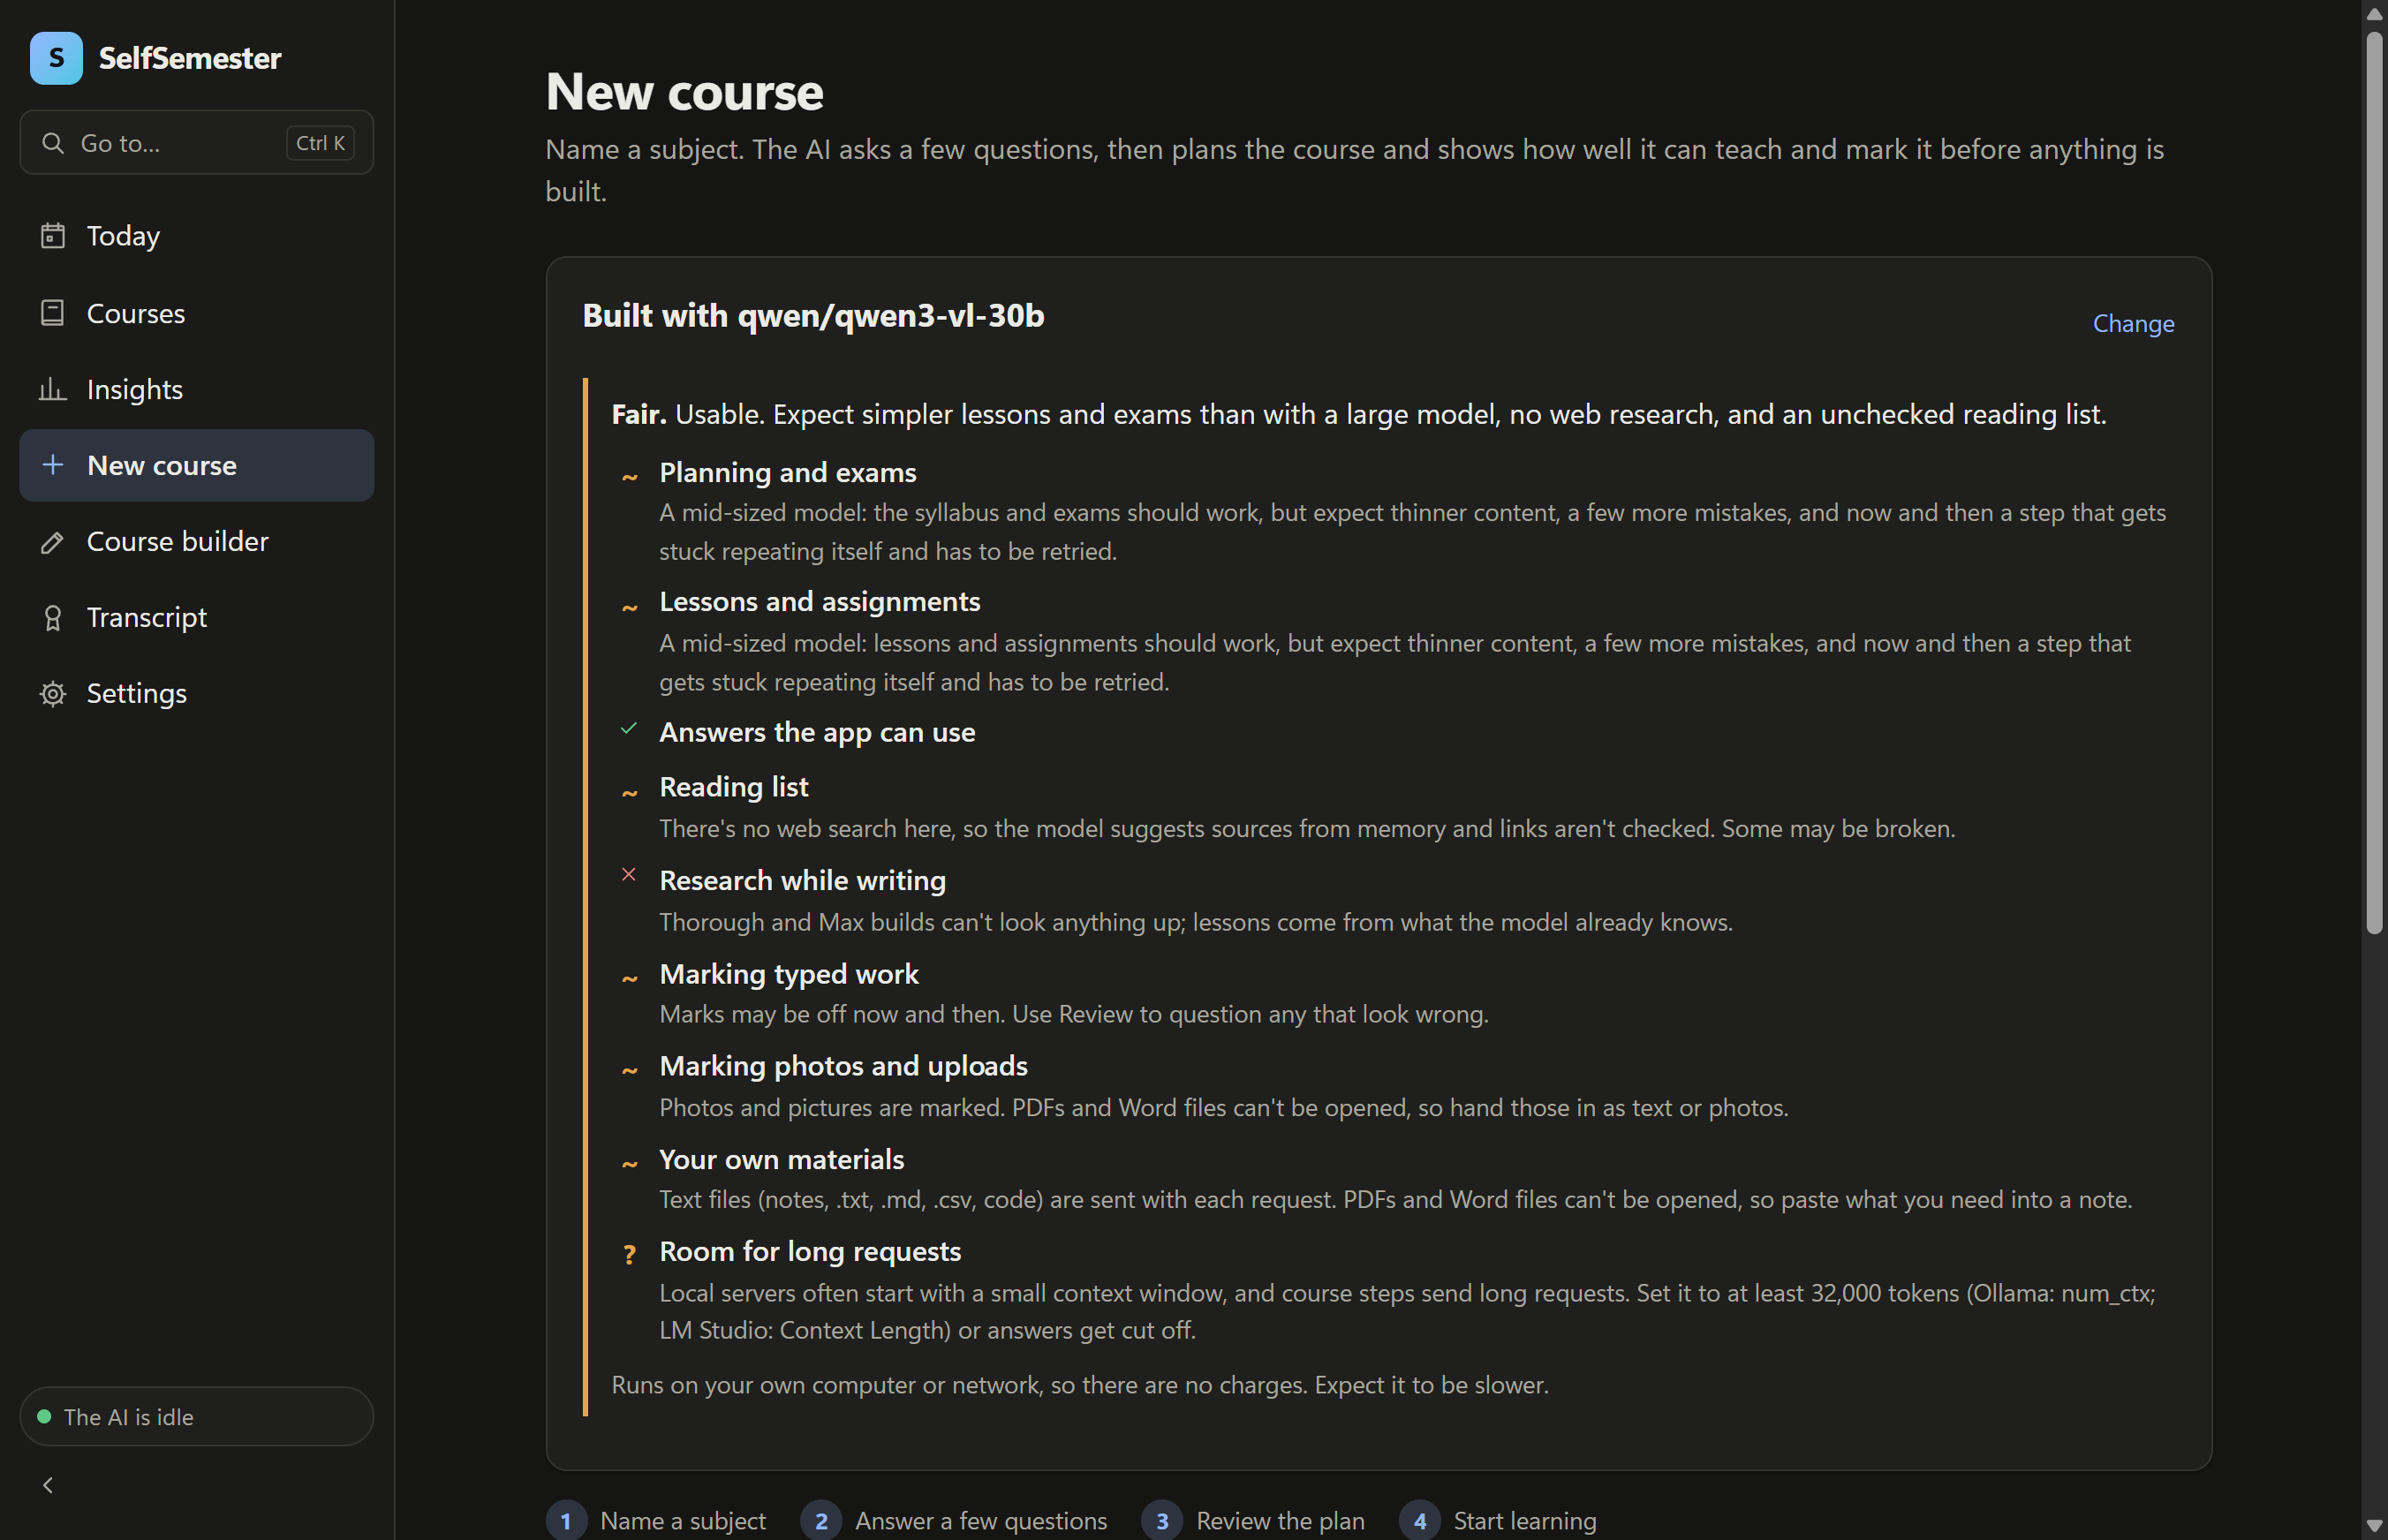 S SelfSemester
Go to... Ctrl K
Today
Courses
Insights
New course
Course builder
Transcript
Settings
The AI is idle
New course
Name a subject. The AI asks a few questions, then plans the course and shows how well it can teach and mark it before anything is
built.
Built with qwen/qwen3-vl-30b
Change
Fair. Usable. Expect simpler lessons and exams than with a large model, no web research, and an unchecked reading list.
~ Planning and exams
A mid-sized model: the syllabus and exams should work, but expect thinner content, a few more mistakes, and now and then a step that gets
stuck repeating itself and has to be retried.
~ Lessons and assignments
A mid-sized model: lessons and assignments should work, but expect thinner content, a few more mistakes, and now and then a step that
gets stuck repeating itself and has to be retried.
Answers the app can use
~ Reading list
There's no web search here, so the model suggests sources from memory and links aren't checked. Some may be broken.
Research while writing
Thorough and Max builds can't look anything up; lessons come from what the model already knows.
~ Marking typed work
Marks may be off now and then. Use Review to question any that look wrong.
~ Marking photos and uploads
Photos and pictures are marked. PDFs and Word files can't be opened, so hand those in as text or photos.
~ Your own materials
Text files (notes, .txt, .md, .csv, code) are sent with each request. PDFs and Word files can't be opened, so paste what you need into a note.
? Room for long requests
Local servers often start with a small context window, and course steps send long requests. Set it to at least 32,000 tokens (Ollama: num_ctx;
LM Studio: Context Length) or answers get cut off.
Runs on your own computer or network, so there are no charges. Expect it to be slower.
1 Name a subject 2 Answer a few questions 3 Review the plan 4 Start learning